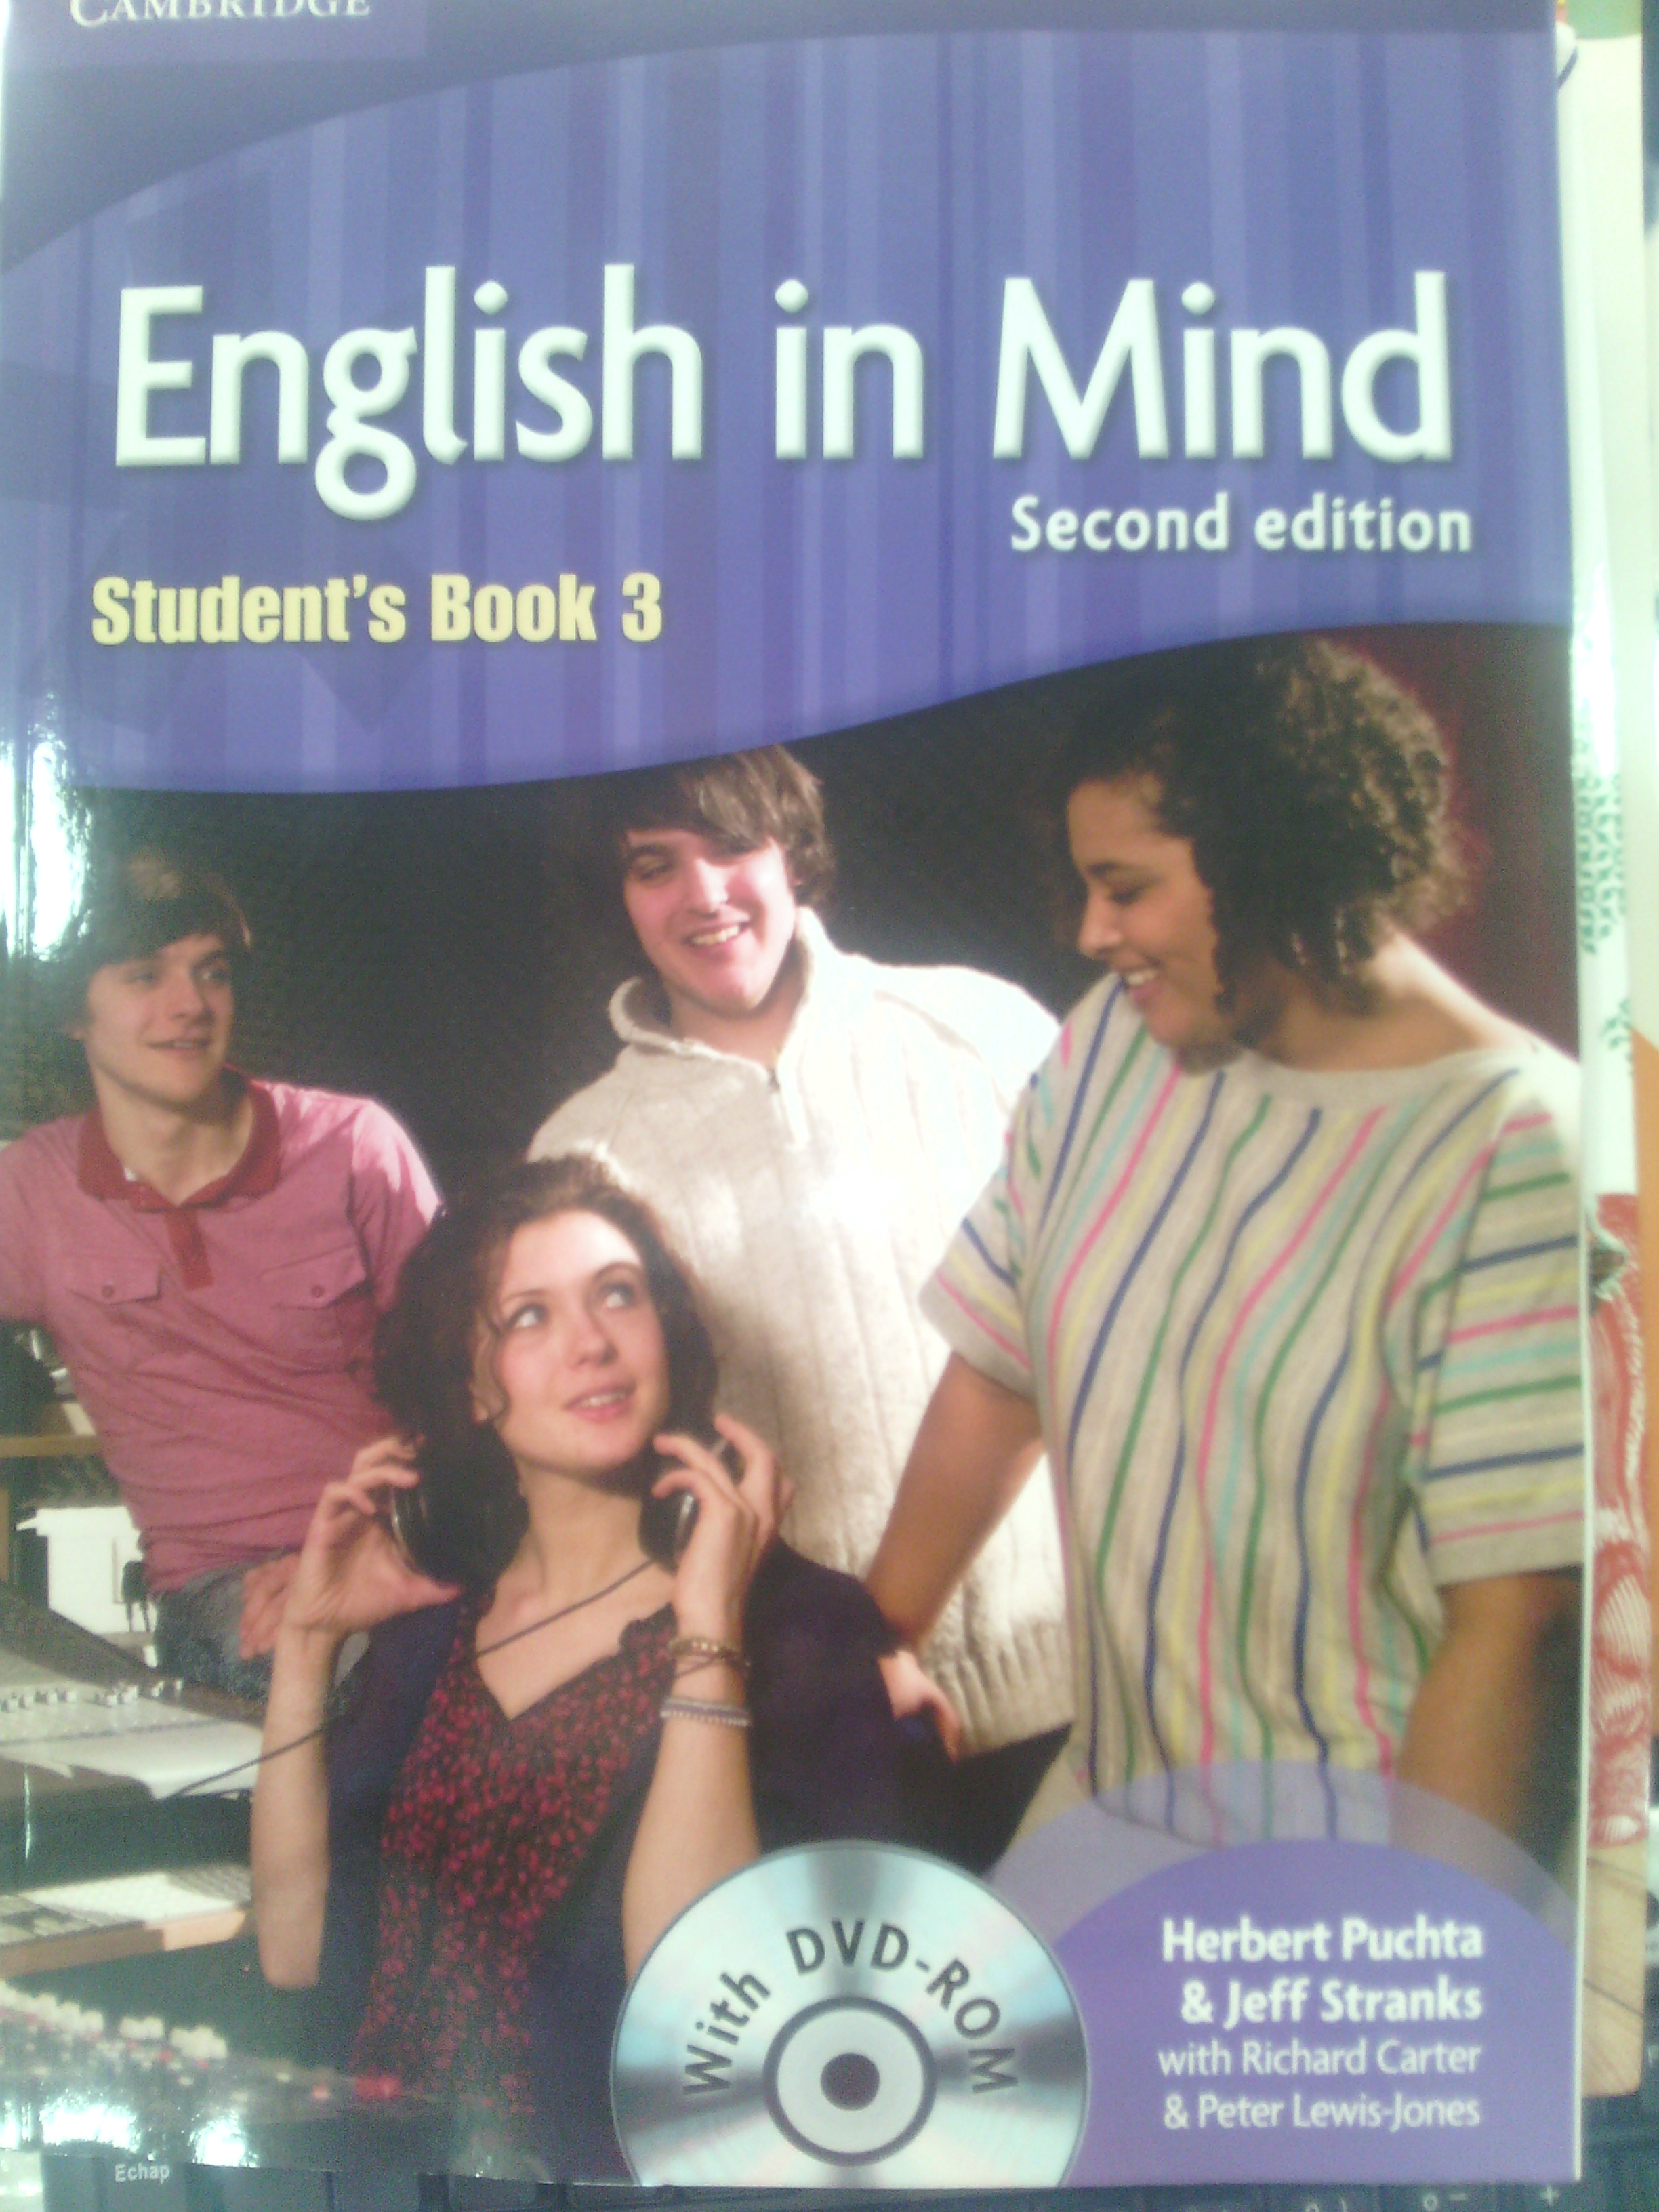 CAMBRIDGE
English in Mind
Second edition
Student's Book 3
With DVD-ROM
Herbert Puchta
& Jeff Stranks
with Richard Carter
& Peter Lewis-Jones
Echap